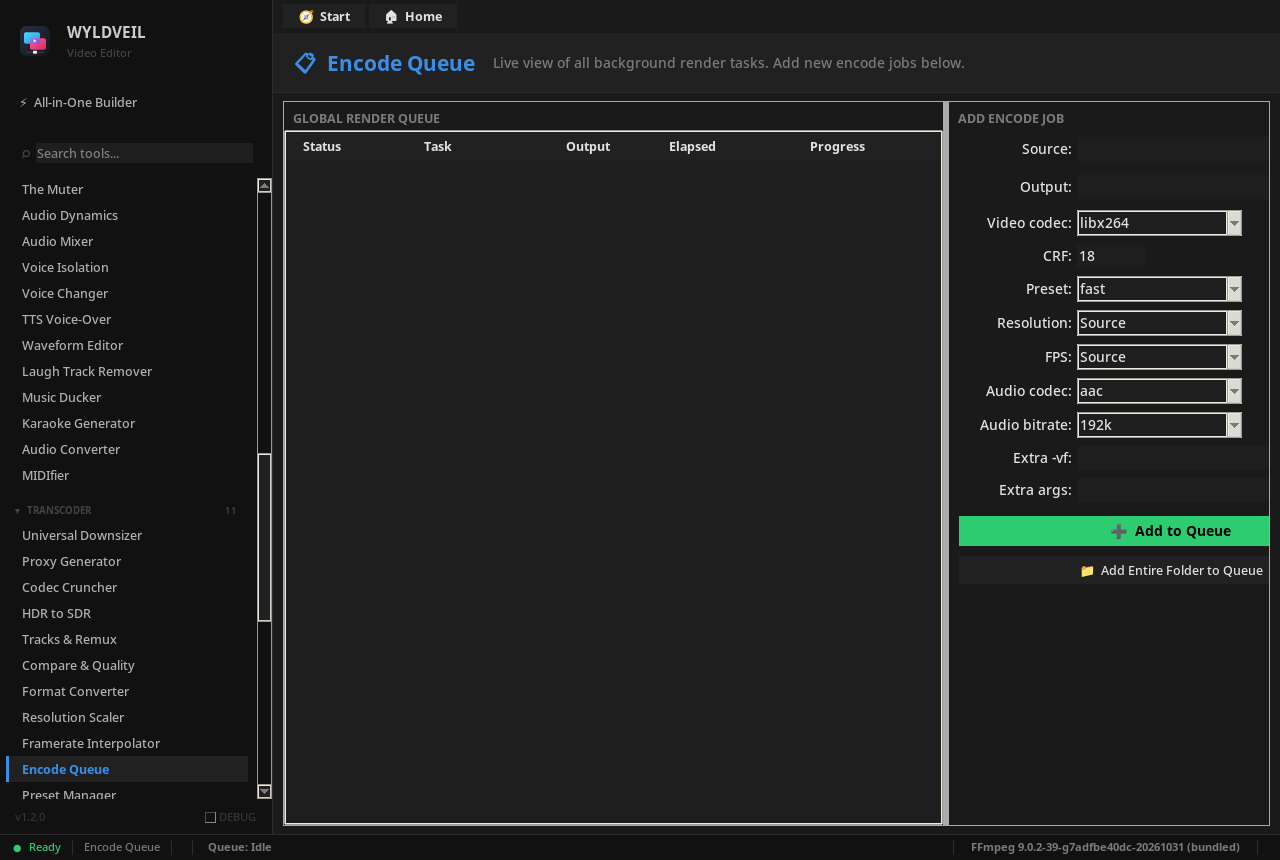 WYLDVEIL
Video Editor
⚡ All-in-One Builder
Search tools...
The Muter
Audio Dynamics
Audio Mixer
Voice Isolation
Voice Changer
TTS Voice-Over
Waveform Editor
Laugh Track Remover
Music Ducker
Karaoke Generator
Audio Converter
MIDIfier
TRANSCODER 11
Universal Downsizer
Proxy Generator
Codec Cruncher
HDR to SDR
Tracks & Remux
Compare & Quality
Format Converter
Resolution Scaler
Framerate Interpolator
Encode Queue
Preset Manager
v1.2.0
DEBUG
Start
Home
Encode Queue
Live view of all background render tasks. Add new encode jobs below.
GLOBAL RENDER QUEUE
Status Task Output Elapsed Progress
ADD ENCODE JOB
Source:
Output:
Video codec: libx264
CRF: 18
Preset: fast
Resolution: Source
FPS: Source
Audio codec: aac
Audio bitrate: 192k
Extra -vf:
Extra args:
➕ Add to Queue
📁 Add Entire Folder to Queue
● Ready
Encode Queue
Queue: Idle
FFmpeg 9.0.2-39-g7adfbe40dc-20261031 (bundled)